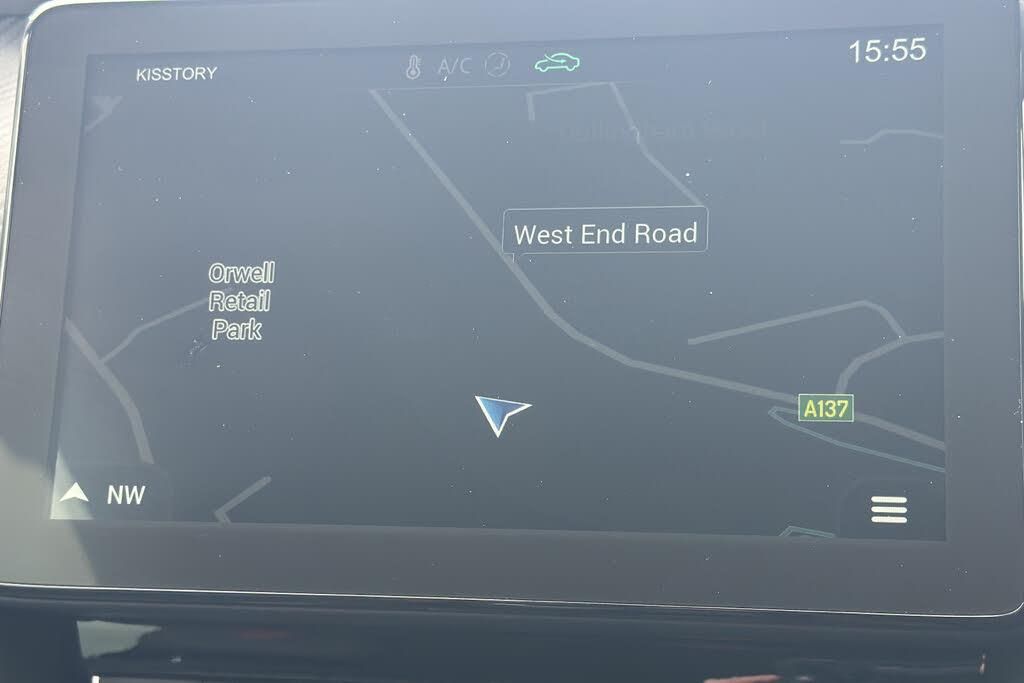 KISSTORY
A/C
15:55
West End Road
Orwell
Retail
Park
A137
NW